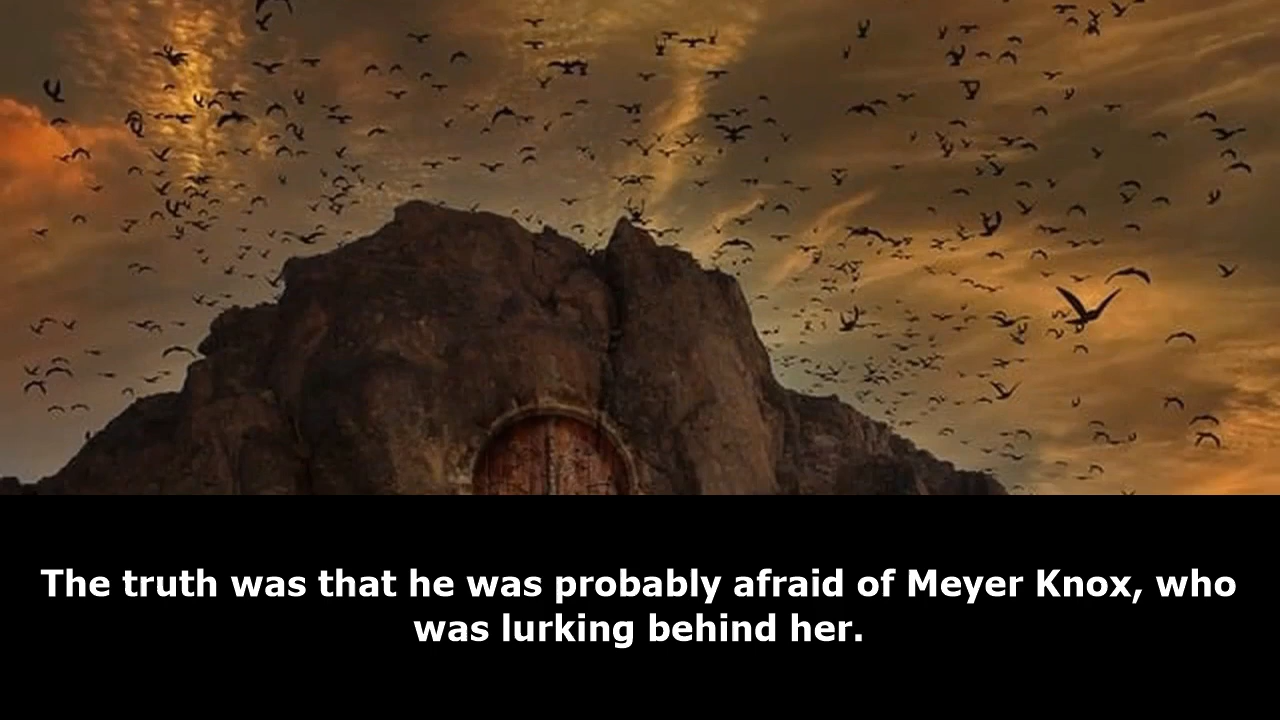 The truth was that he was probably afraid of Meyer Knox, who
was lurking behind her.